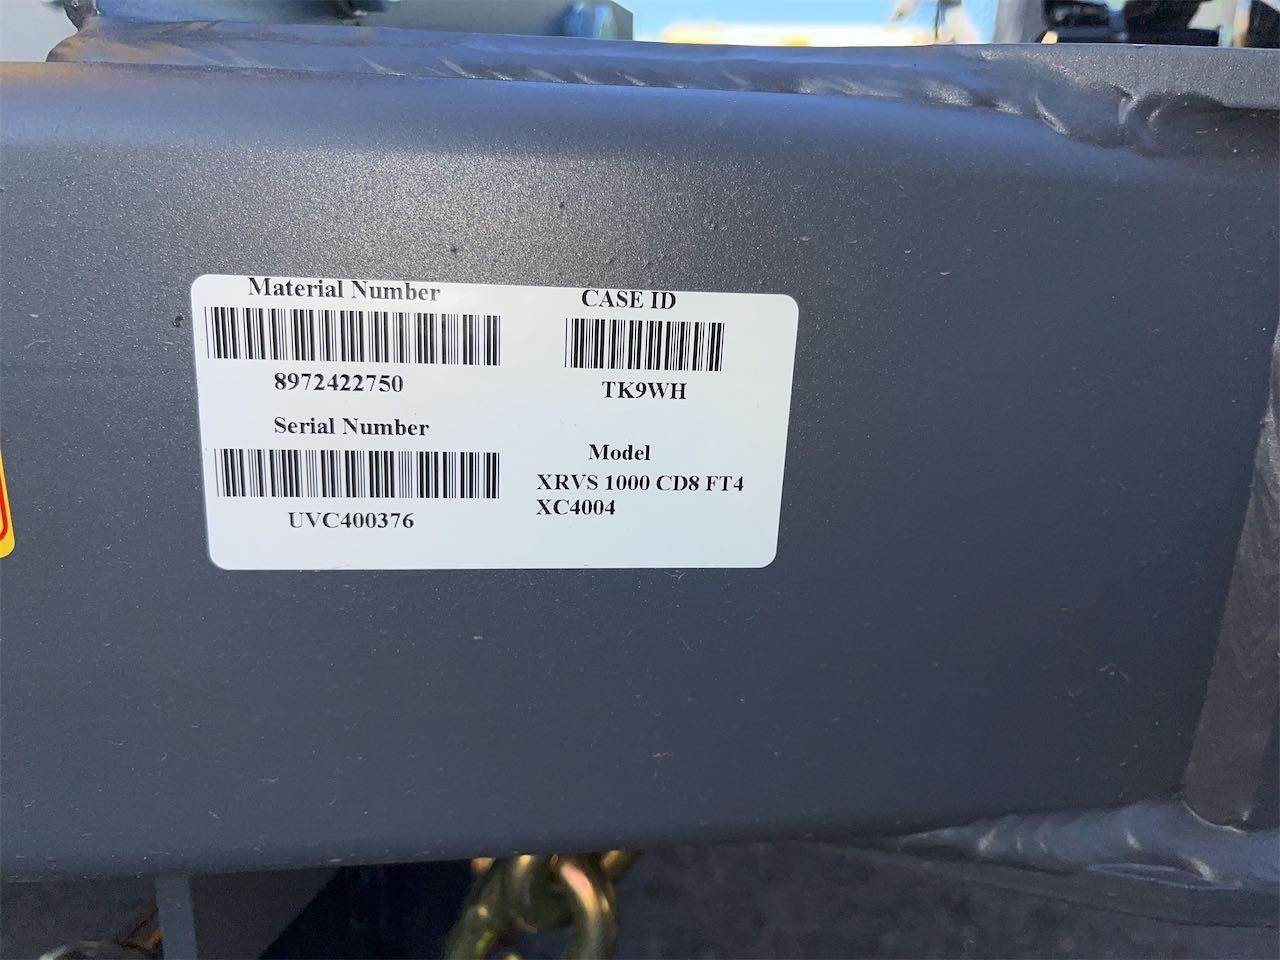 Material Number
8972422750
Serial Number
UVC400376
CASE ID
TK9WH
Model
XRVS 1000 CD8 FT4
XC4004